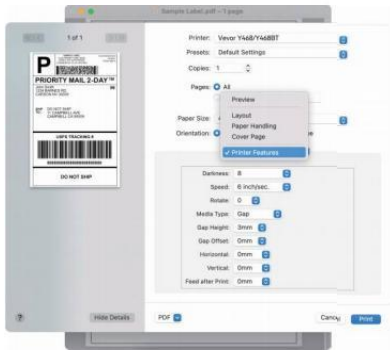 Sample Label.pdf – 1 page
1 of 1
P
PRIORITY MAIL 2-DAY™
USPS TRACKING #
DO NOT SHIP
Printer: Vevor Y468/Y468BT
Presets: Default Settings
Copies: 1
Pages: All
Preview
Layout
Paper Handling
Cover Page
✓ Printer Features
Paper Size:
Orientation:
Darkness: 8
Speed: 6 inch/sec.
Rotate: 0
Media Type: Gap
Gap Height: 3mm
Gap Offset: 0mm
Horizontal: 0mm
Vertical: 0mm
Feed after Print: 0mm
? Hide Details PDF Cancel Print